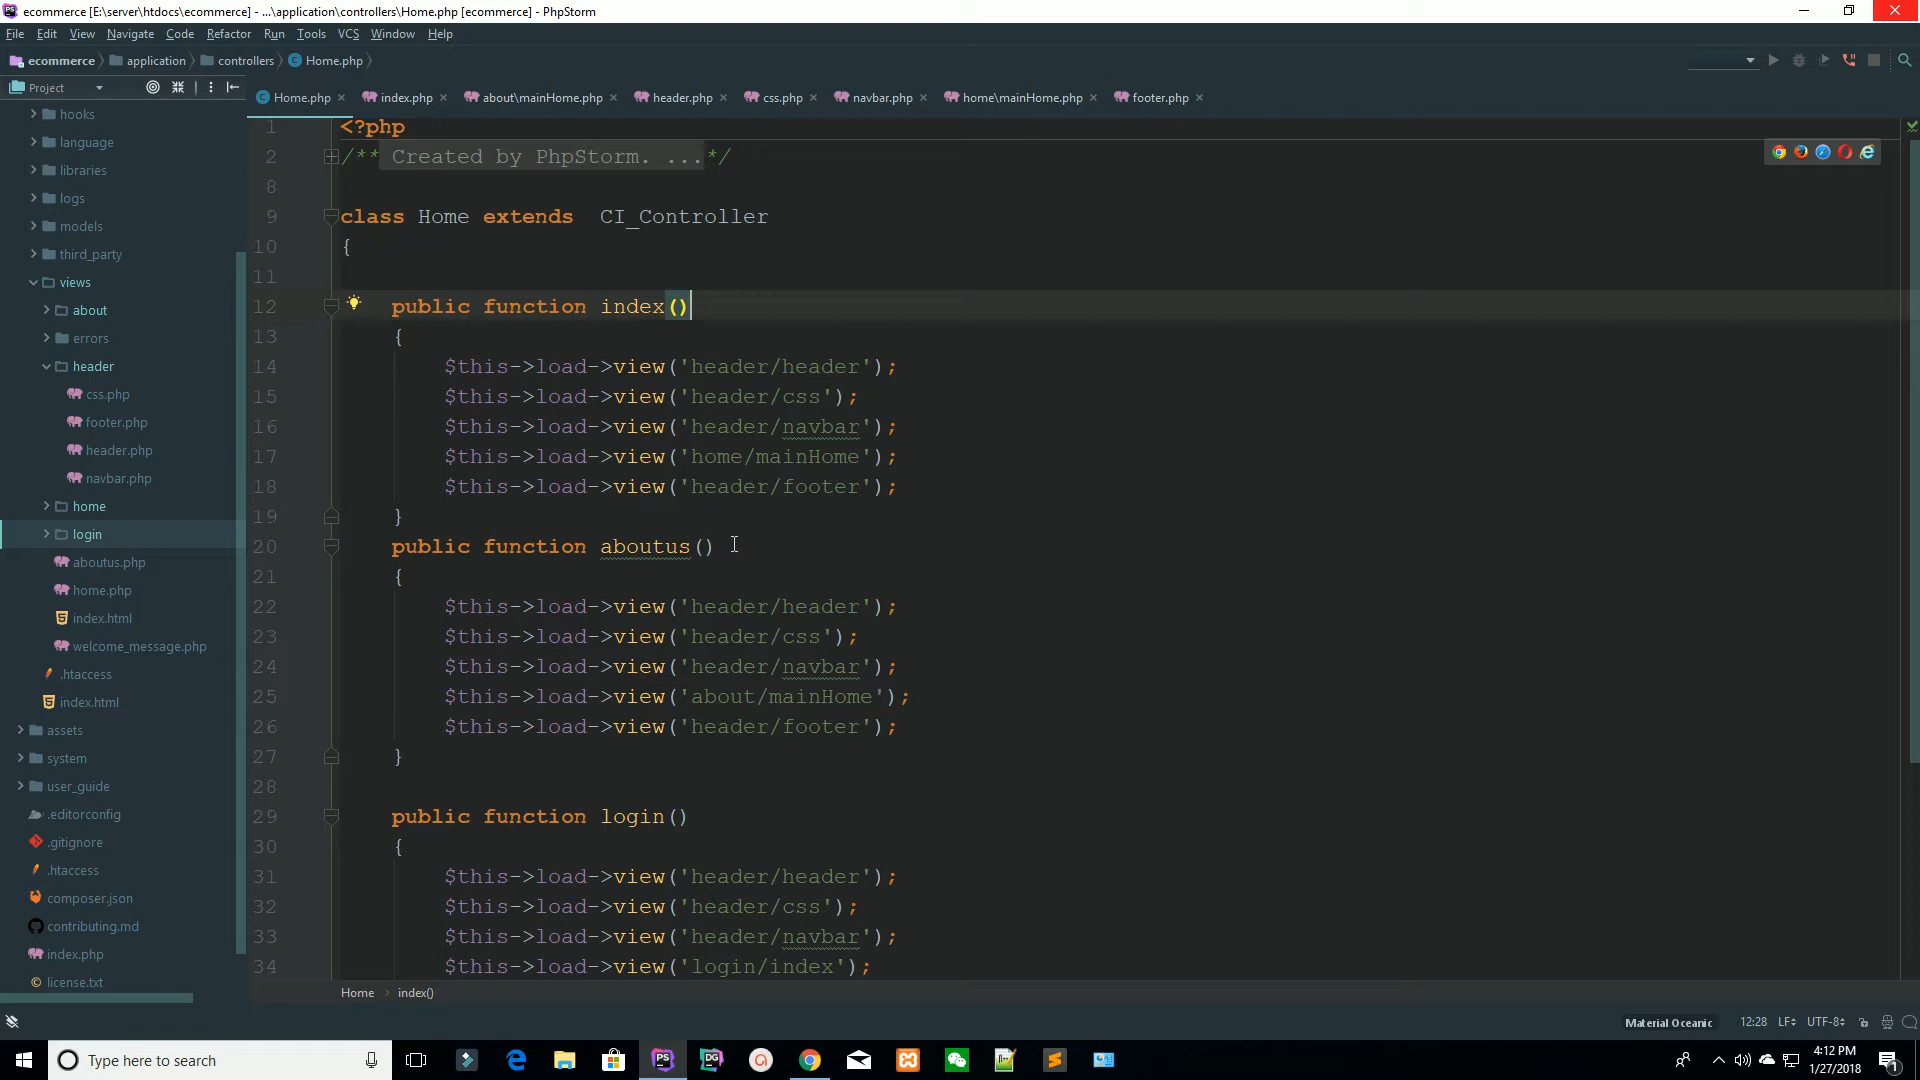 ecommerce [E:\server\htdocs\ecommerce] - ...\application\controllers\Home.php [ecommerce] - PhpStorm
File Edit View Navigate Code Refactor Run Tools VCS Window Help
ecommerce application controllers Home.php
Project
Home.php index.php about\mainHome.php header.php css.php navbar.php home\mainHome.php footer.php
hooks
language
libraries
logs
models
third_party
views
about
errors
header
css.php
footer.php
header.php
navbar.php
home
login
aboutus.php
home.php
index.html
welcome_message.php
.htaccess
index.html
assets
system
user_guide
.editorconfig
.gitignore
.htaccess
composer.json
contributing.md
index.php
license.txt
1 <?php
2 /** Created by PhpStorm. ...*/
8
9 class Home extends  CI_Controller
10 {
11
12 public function index()
13 {
14 $this->load->view('header/header');
15 $this->load->view('header/css');
16 $this->load->view('header/navbar');
17 $this->load->view('home/mainHome');
18 $this->load->view('header/footer');
19 }
20 public function aboutus()
21 {
22 $this->load->view('header/header');
23 $this->load->view('header/css');
24 $this->load->view('header/navbar');
25 $this->load->view('about/mainHome');
26 $this->load->view('header/footer');
27 }
28
29 public function login()
30 {
31 $this->load->view('header/header');
32 $this->load->view('header/css');
33 $this->load->view('header/navbar');
34 $this->load->view('login/index');
Home index()
Material Oceanic 12:28 LF UTF-8
Type here to search
4:12 PM
1/27/2018